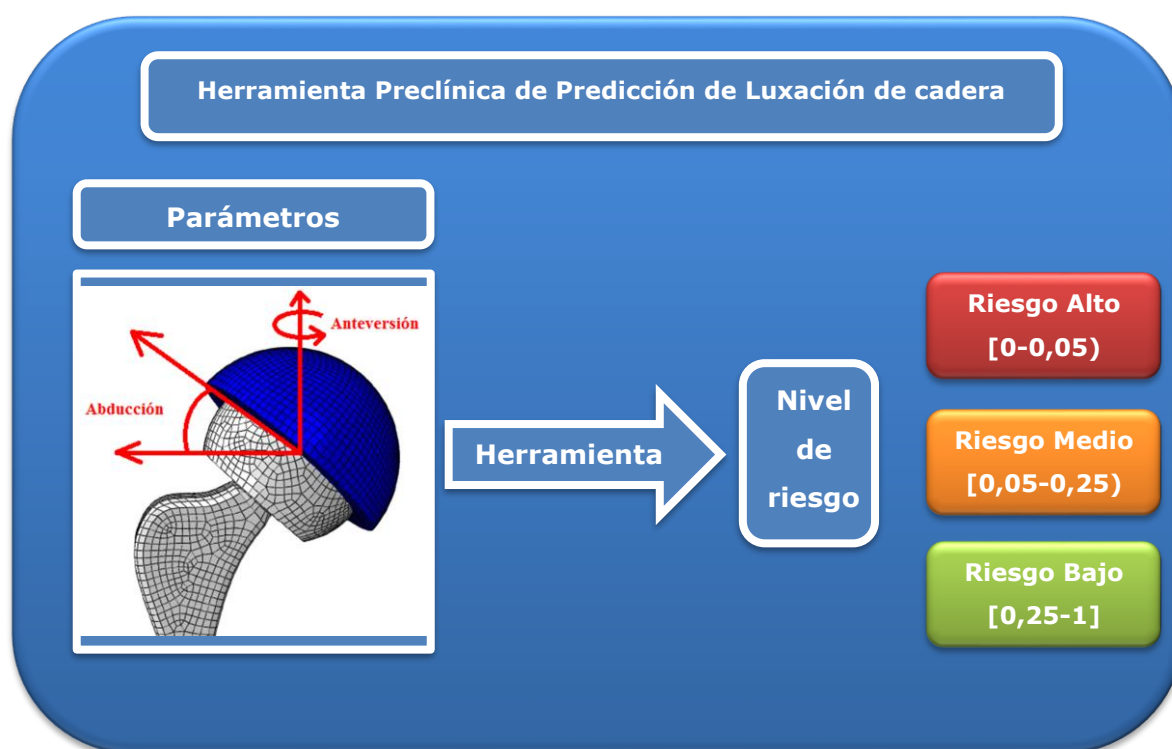 Herramienta Preclínica de Predicción de Luxación de cadera
Parámetros
Anteversión
Abducción
Herramienta
Nivel
de
riesgo
Riesgo Alto
[0-0,05)
Riesgo Medio
[0,05-0,25)
Riesgo Bajo
[0,25-1]